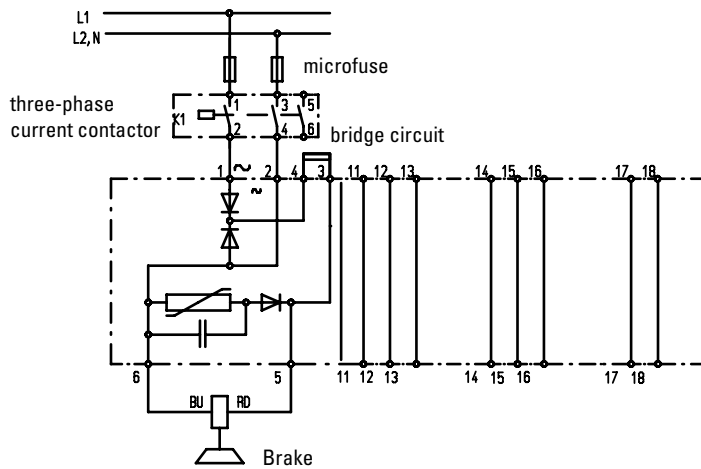 L1
L2,N
microfuse
three-phase
current contactor
K1
1 3 5
2 4 6
bridge circuit
1 ~ 2 4 3 11 12 13 14 15 16 17 18
~
6 5 11 12 13 14 15 16 17 18
BU RD
Brake